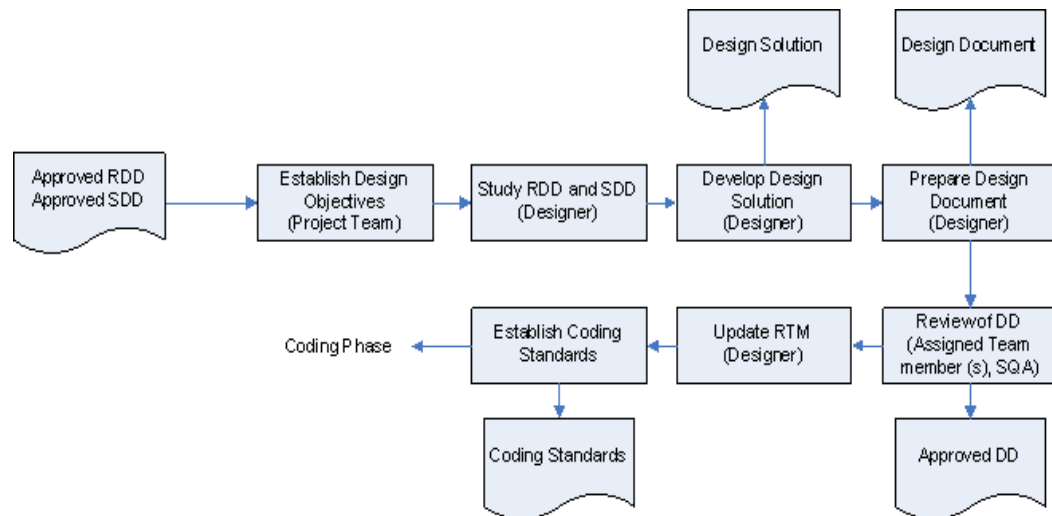 Design Solution
Design Document
Approved RDD
Approved SDD
Establish Design
Objectives
(Project Team)
Study RDD and SDD
(Designer)
Develop Design
Solution
(Designer)
Prepare Design
Document
(Designer)
Coding Phase
Establish Coding
Standards
Update RTM
(Designer)
Reviewof DD
(Assigned Team
member (s), SQA)
Coding Standards
Approved DD